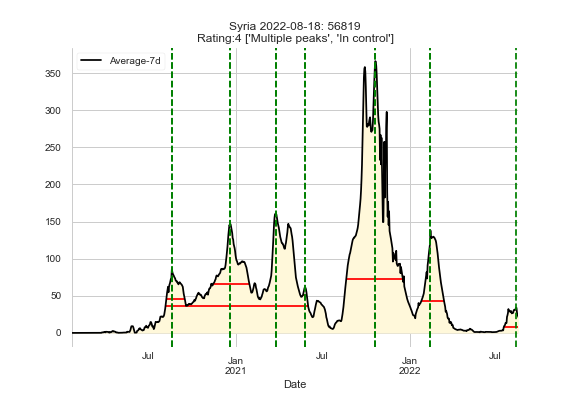 Syria 2022-08-18: 56819
Rating:4 ['Multiple peaks', 'In control']
Average-7d
350
300
250
200
150
100
50
0
Jul
Jan
2021
Jul
Jan
2022
Jul
Date